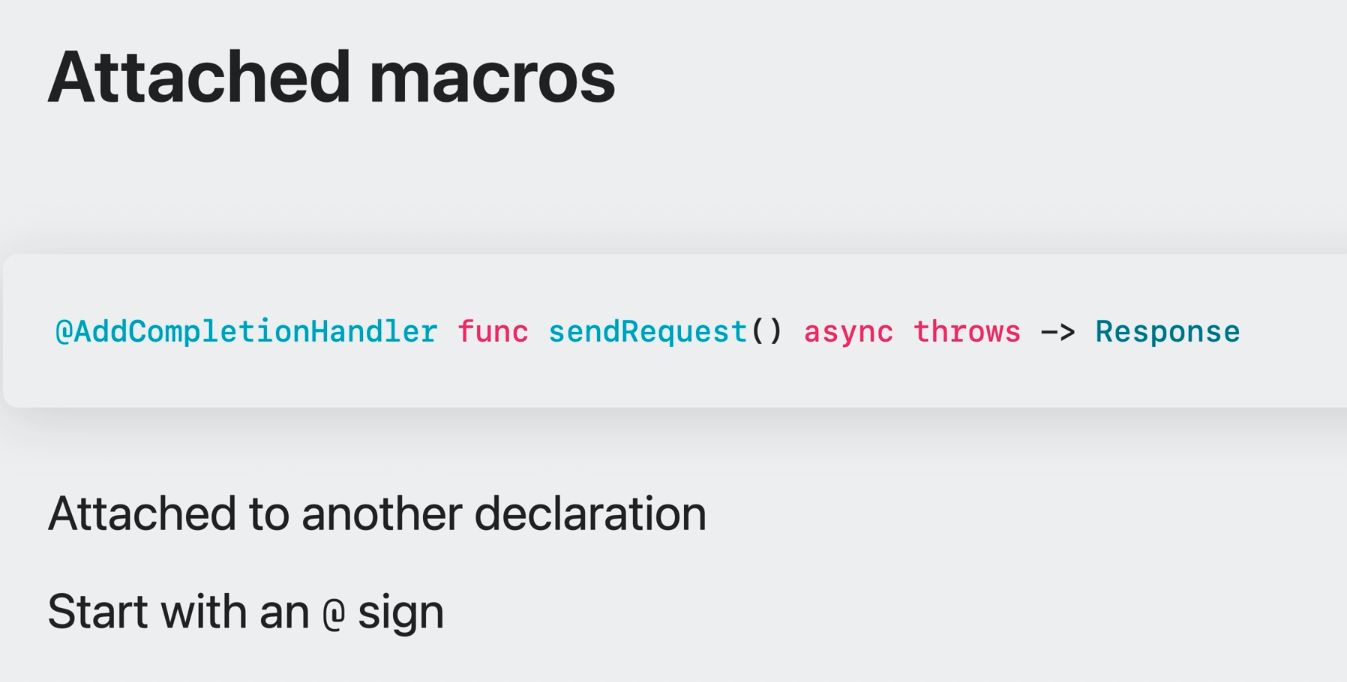 Attached macros
@AddCompletionHandler func sendRequest() async throws -> Response
Attached to another declaration
Start with an @ sign